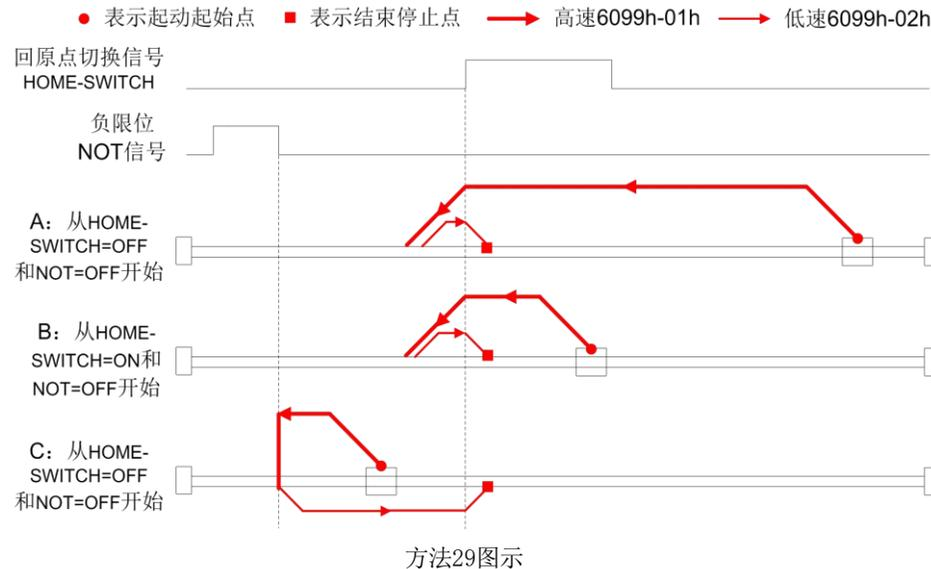 表示起动起始点 表示结束停止点 高速6099h-01h 低速6099h-02h
回原点切换信号
HOME-SWITCH
负限位
NOT信号
A：从HOME-
SWITCH=OFF
和NOT=OFF开始
B：从HOME-
SWITCH=ON和
NOT=OFF开始
C：从HOME-
SWITCH=OFF
和NOT=OFF开始
方法29图示